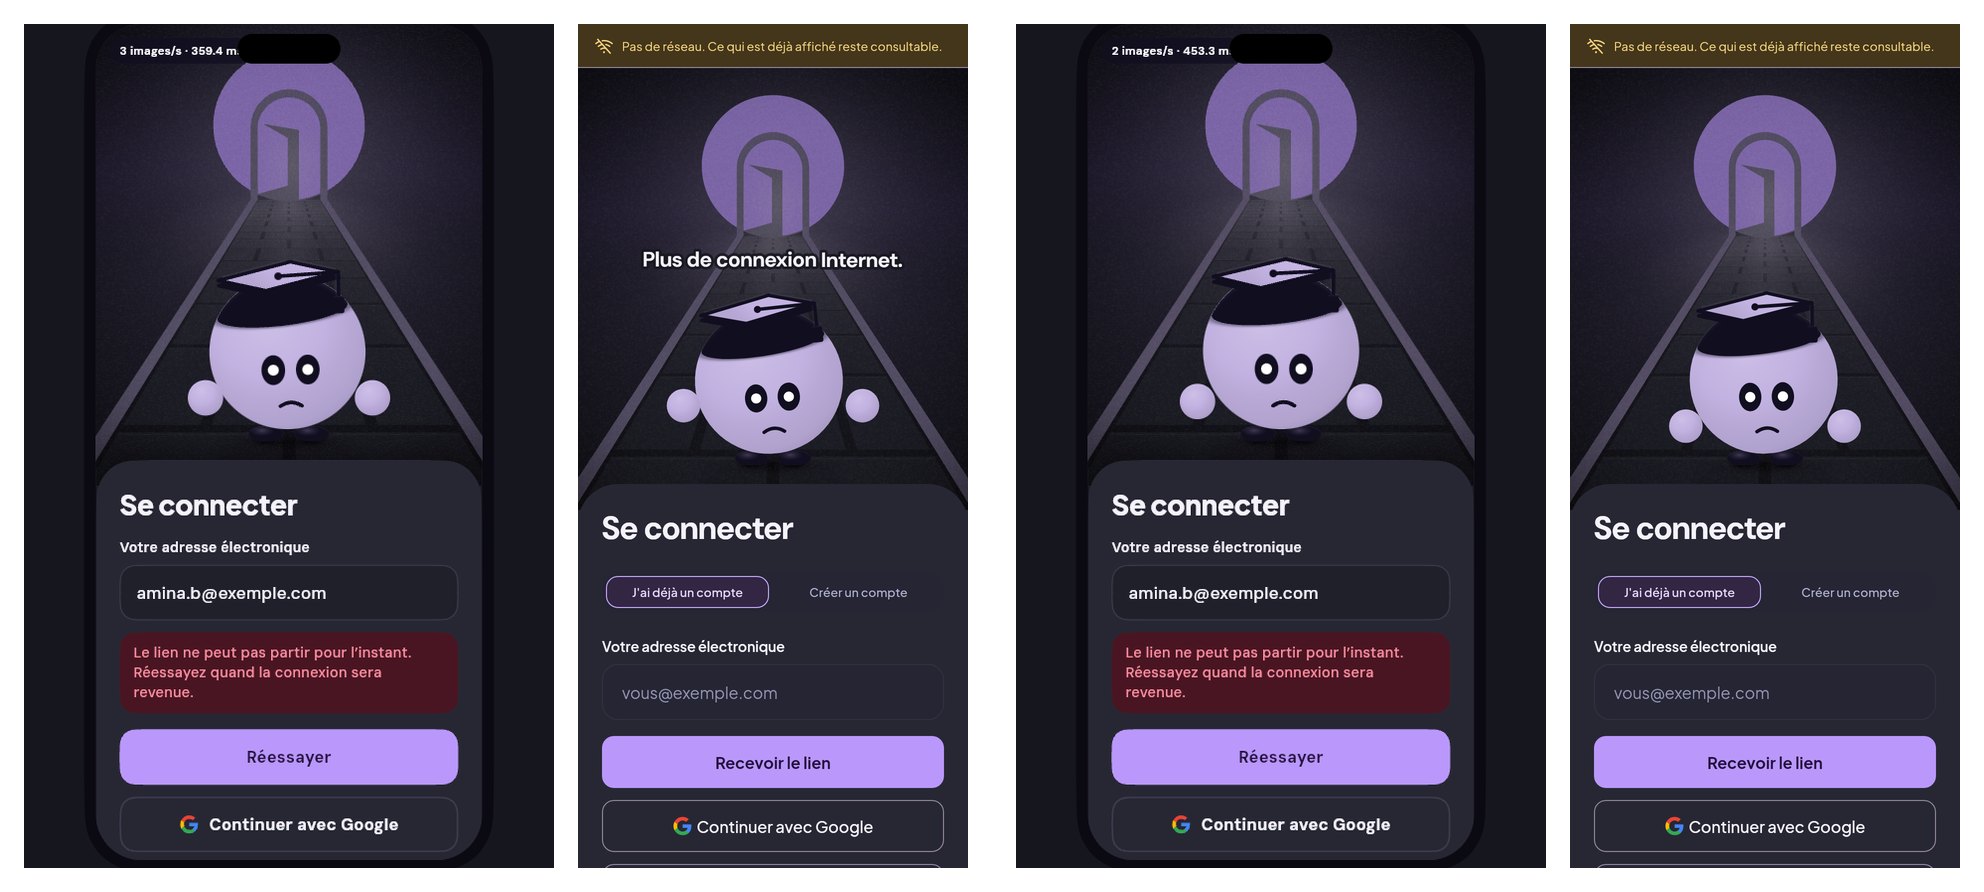 3 images/s · 359.4 m
Se connecter
Votre adresse électronique
amina.b@exemple.com
Le lien ne peut pas partir pour l’instant.
Réessayez quand la connexion sera
revenue.
Réessayer
Continuer avec Google
Pas de réseau. Ce qui est déjà affiché reste consultable.
Plus de connexion Internet.
Se connecter
J'ai déjà un compte
Créer un compte
Votre adresse électronique
vous@exemple.com
Recevoir le lien
Continuer avec Google
2 images/s · 453.3 m
Se connecter
Votre adresse électronique
amina.b@exemple.com
Le lien ne peut pas partir pour l’instant.
Réessayez quand la connexion sera
revenue.
Réessayer
Continuer avec Google
Pas de réseau. Ce qui est déjà affiché reste consultable.
Se connecter
J'ai déjà un compte
Créer un compte
Votre adresse électronique
vous@exemple.com
Recevoir le lien
Continuer avec Google